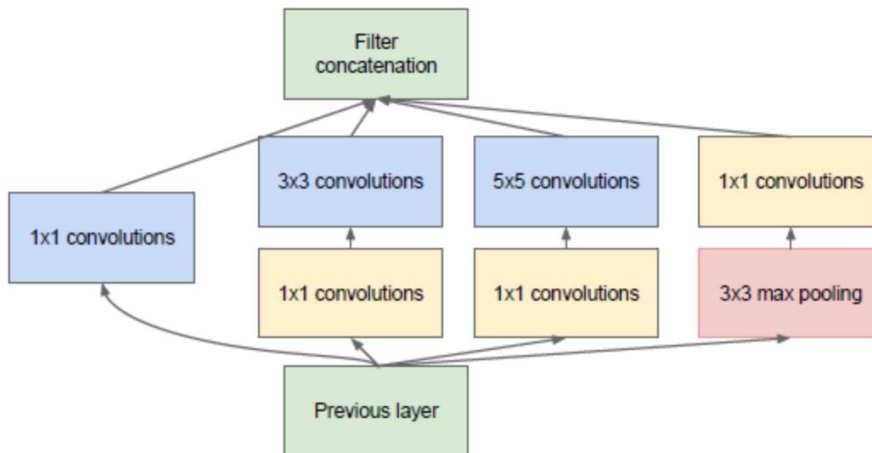 Filter
concatenation
3x3 convolutions
5x5 convolutions
1x1 convolutions
1x1 convolutions
1x1 convolutions
1x1 convolutions
3x3 max pooling
Previous layer